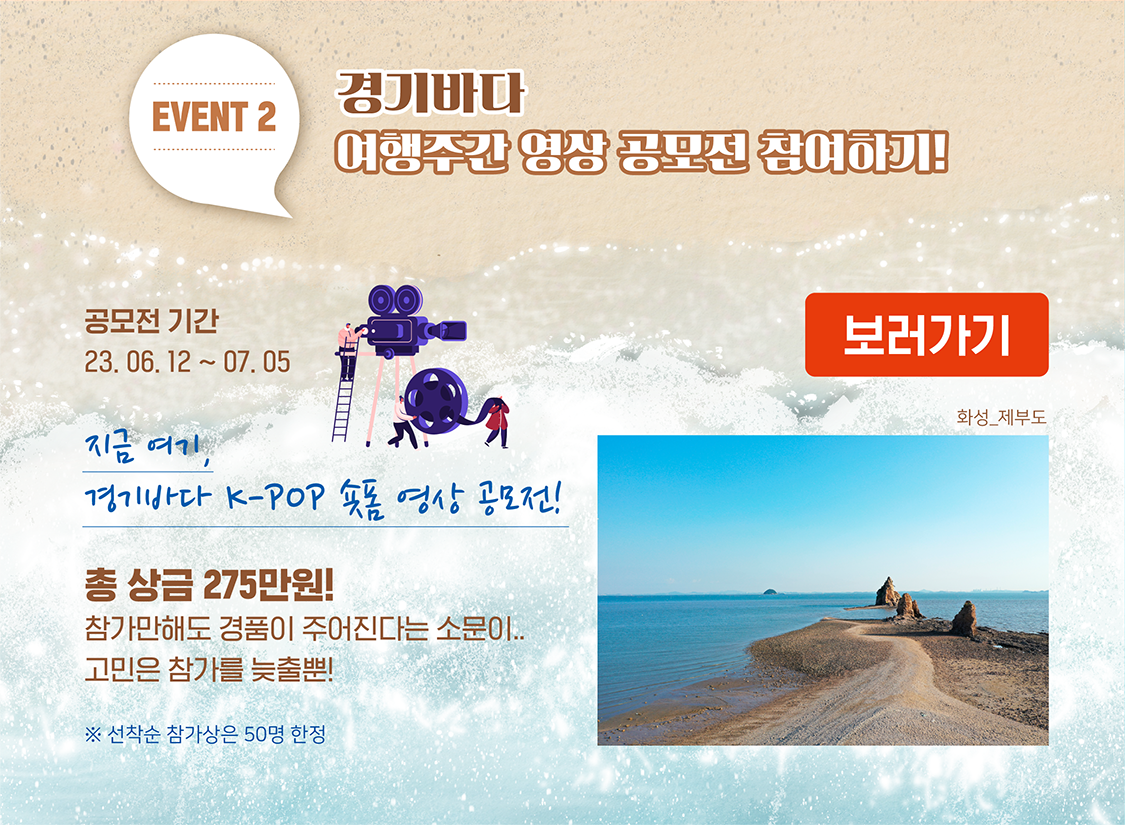 EVENT 2
경기바다
여행주간 영상 공모전 참여하기!
공모전 기간
23. 06. 12 ~ 07. 05
보러가기
화성_제부도
지금 여기,
경기바다 K-POP 숏폼 영상 공모전!
총 상금 275만원!
참가만해도 경품이 주어진다는 소문이..
고민은 참가를 늦출뿐!
※ 선착순 참가상은 50명 한정